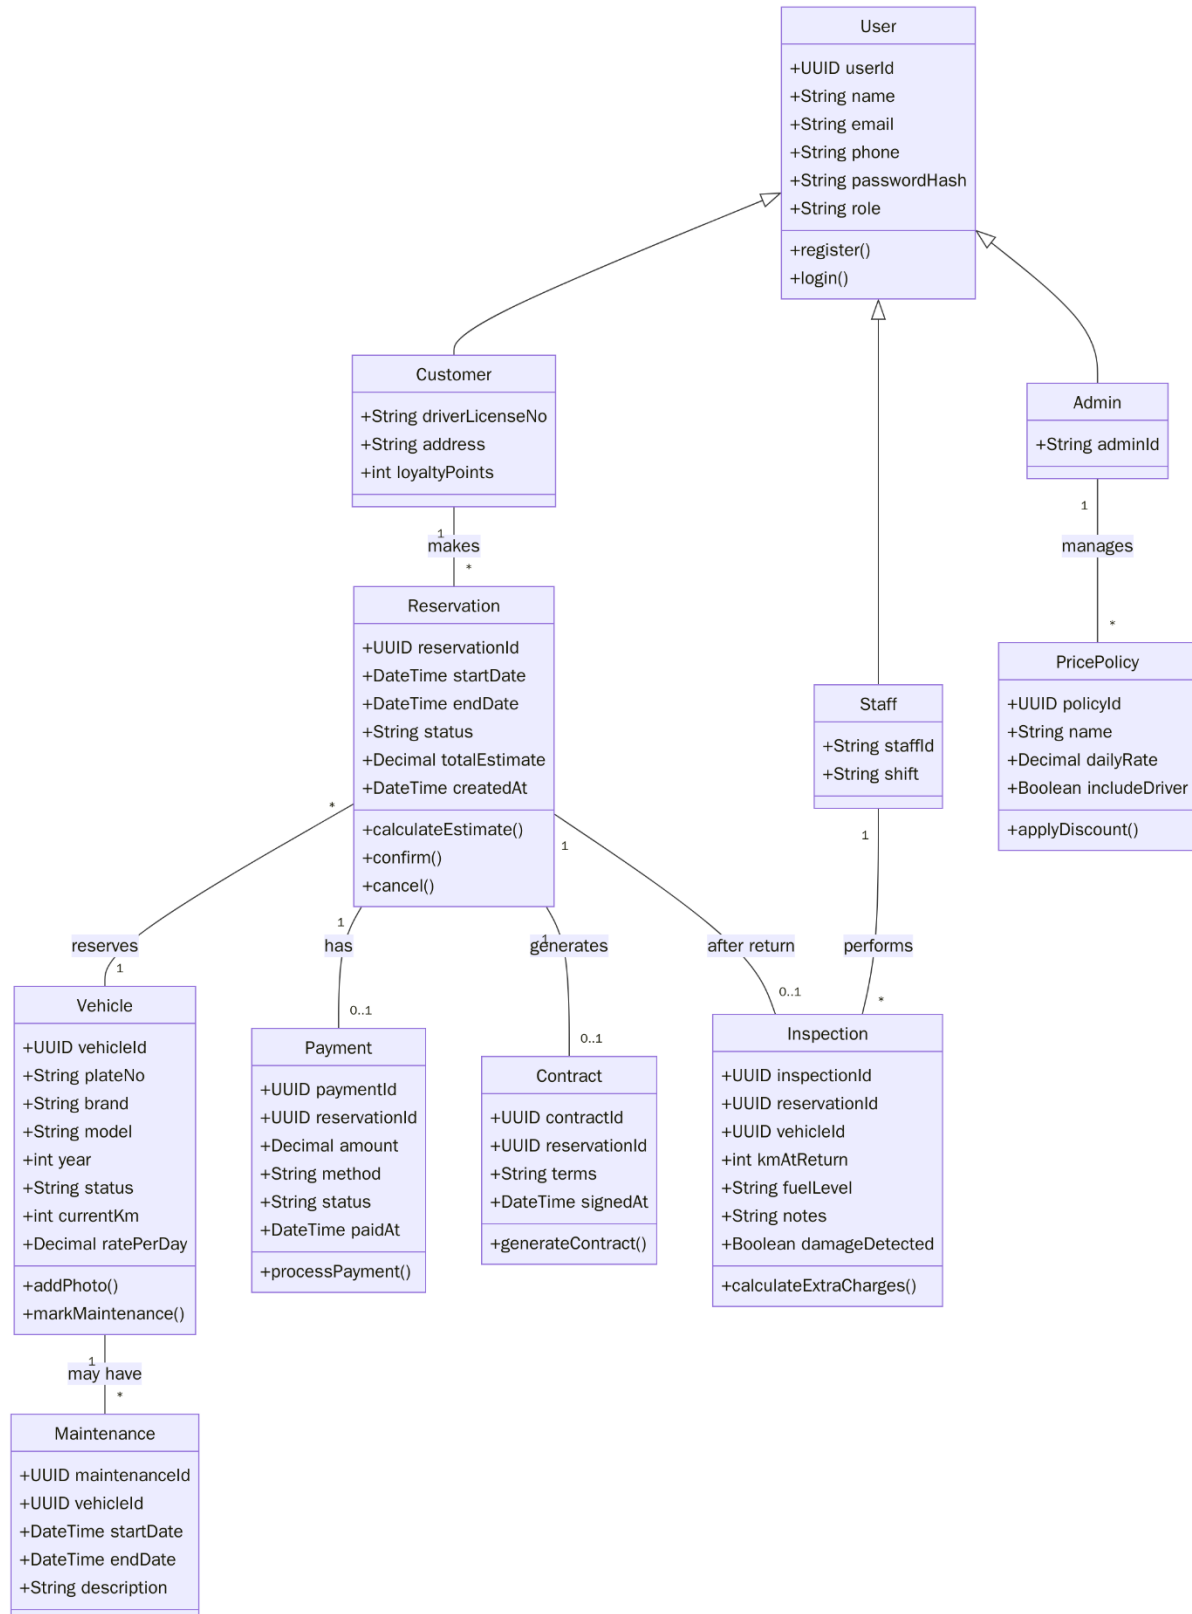 User
+UUID userId
+String name
+String email
+String phone
+String passwordHash
+String role
+register()
+login()
Customer
+String driverLicenseNo
+String address
+int loyaltyPoints
Admin
+String adminId
1
makes
*
1
manages
*
Reservation
+UUID reservationId
+DateTime startDate
+DateTime endDate
+String status
+Decimal totalEstimate
+DateTime createdAt
+calculateEstimate()
+confirm()
+cancel()
Staff
+String staffId
+String shift
PricePolicy
+UUID policyId
+String name
+Decimal dailyRate
+Boolean includeDriver
+applyDiscount()
*
reserves
1
1
has
0..1
1
generates
0..1
1
after return
0..1
1
performs
*
Vehicle
+UUID vehicleId
+String plateNo
+String brand
+String model
+int year
+String status
+int currentKm
+Decimal ratePerDay
+addPhoto()
+markMaintenance()
Payment
+UUID paymentId
+UUID reservationId
+Decimal amount
+String method
+String status
+DateTime paidAt
+processPayment()
Contract
+UUID contractId
+UUID reservationId
+String terms
+DateTime signedAt
+generateContract()
Inspection
+UUID inspectionId
+UUID reservationId
+UUID vehicleId
+int kmAtReturn
+String fuelLevel
+String notes
+Boolean damageDetected
+calculateExtraCharges()
1
may have
*
Maintenance
+UUID maintenanceId
+UUID vehicleId
+DateTime startDate
+DateTime endDate
+String description